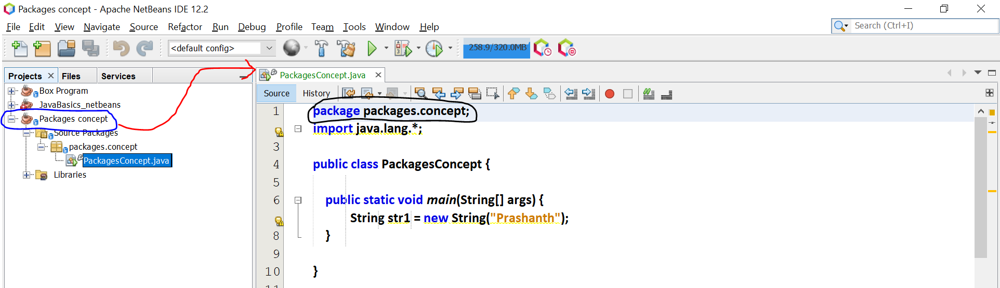 Packages concept - Apache NetBeans IDE 12.2
File Edit View Navigate Source Refactor Run Debug Profile Team Tools Window Help
Search (Ctrl+I)
<default config>
258.9/320.0MB
Projects Files Services
Box Program
JavaBasics_netbeans
Packages concept
Source Packages
packages.concept
PackagesConcept.java
Libraries
PackagesConcept.java
Source History
1 package packages.concept;
import java.lang.*;
3
4 public class PackagesConcept {
5
6 public static void main(String[] args) {
String str1 = new String("Prashanth");
8 }
9
10 }
11